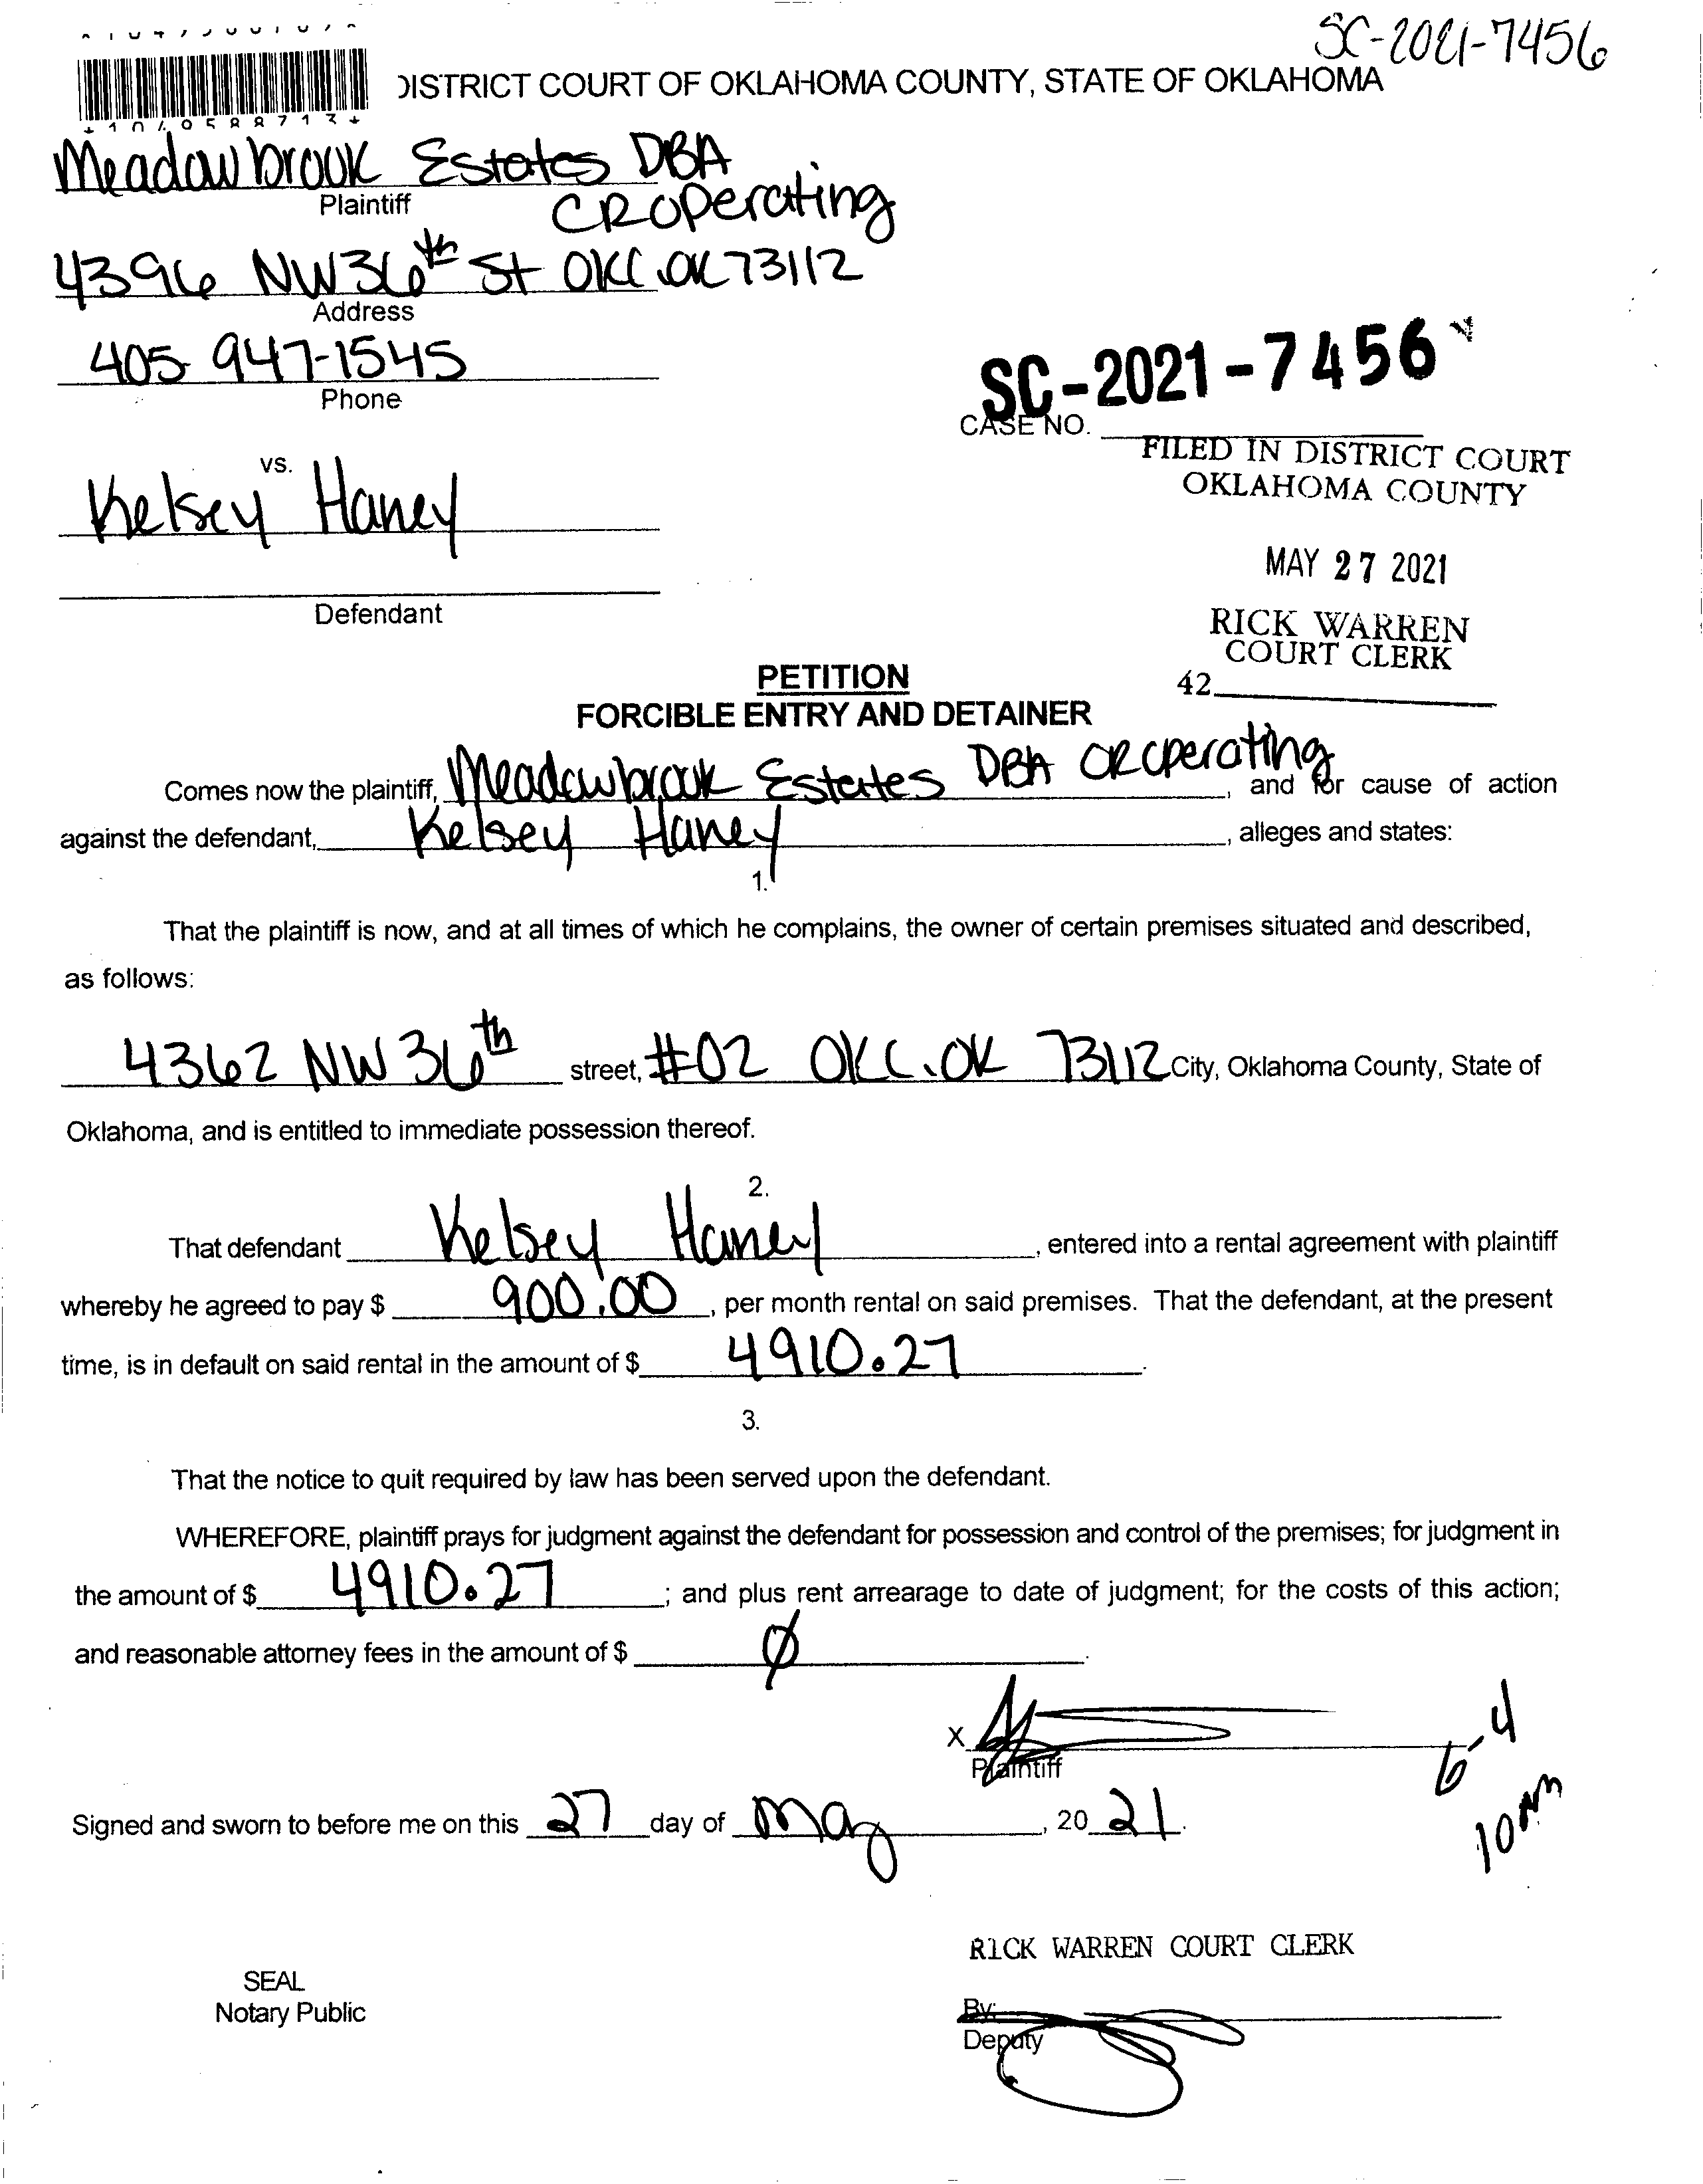 SC-2021-7456
DISTRICT COURT OF OKLAHOMA COUNTY, STATE OF OKLAHOMA
Meadowbrook Estates DBA
CROperating
Plaintiff
4396 NW 36th St OKC.OK 73112
Address
405-947-1545
Phone
SC-2021-7456
CASE NO.
FILED IN DISTRICT COURT
OKLAHOMA COUNTY
vs.
Kelsey Haney
MAY 27 2021
Defendant
RICK WARREN
COURT CLERK
42
PETITION
FORCIBLE ENTRY AND DETAINER
Comes now the plaintiff, Meadowbrook Estates DBA CROperating, and for cause of action
against the defendant, Kelsey Haney, alleges and states:
1.
That the plaintiff is now, and at all times of which he complains, the owner of certain premises situated and described,
as follows:
4362 NW 36th street, #02 OKC.OK 73112 City, Oklahoma County, State of
Oklahoma, and is entitled to immediate possession thereof.
2.
That defendant Kelsey Haney, entered into a rental agreement with plaintiff
whereby he agreed to pay $ 900.00, per month rental on said premises. That the defendant, at the present
time, is in default on said rental in the amount of $ 4910.27.
3.
That the notice to quit required by law has been served upon the defendant.
WHEREFORE, plaintiff prays for judgment against the defendant for possession and control of the premises; for judgment in
the amount of $ 4910.27; and plus rent arrearage to date of judgment; for the costs of this action;
and reasonable attorney fees in the amount of $ Ø.
X
Plaintiff
6-4
10 AM
Signed and sworn to before me on this 27 day of May, 20 21.
RICK WARREN COURT CLERK
SEAL
Notary Public
By:
Deputy